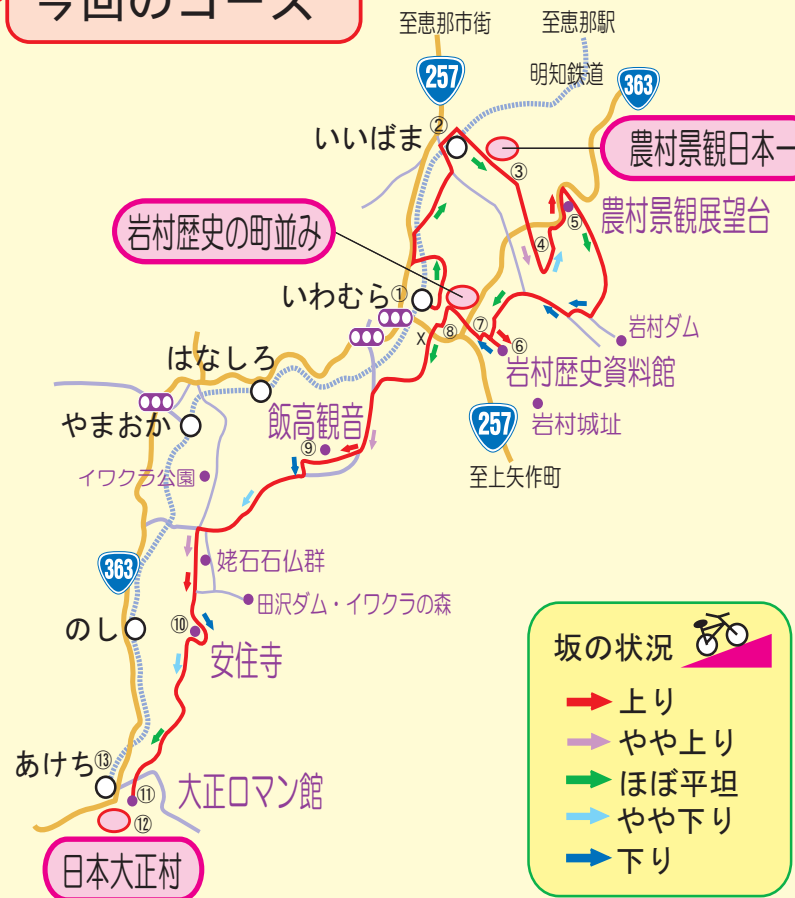 今回のコース
至恵那市街
至恵那駅
257
明知鉄道
363
②
いいばま
③
農村景観日本一
農村景観展望台
⑤
④
岩村歴史の町並み
いわむら①
⑦
⑧
X
⑥
岩村ダム
岩村歴史資料館
岩村城址
257
至上矢作町
はなしろ
やまおか
飯高観音
⑨
イワクラ公園
363
姥石石仏群
田沢ダム・イワクラの森
のし
⑩
安住寺
あけち⑬
⑪
大正ロマン館
⑫
日本大正村
坂の状況
上り
やや上り
ほぼ平坦
やや下り
下り